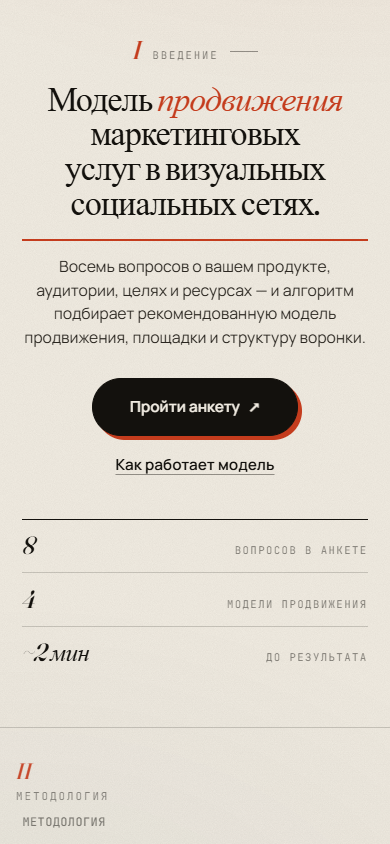 I ВВЕДЕНИЕ
Модель продвижения
маркетинговых
услуг в визуальных
социальных сетях.
Восемь вопросов о вашем продукте,
аудитории, целях и ресурсах — и алгоритм
подбирает рекомендованную модель
продвижения, площадки и структуру воронки.
Пройти анкету ↗
Как работает модель
8 ВОПРОСОВ В АНКЕТЕ
4 МОДЕЛИ ПРОДВИЖЕНИЯ
~2 мин ДО РЕЗУЛЬТАТА
II
МЕТОДОЛОГИЯ
МЕТОДОЛОГИЯ